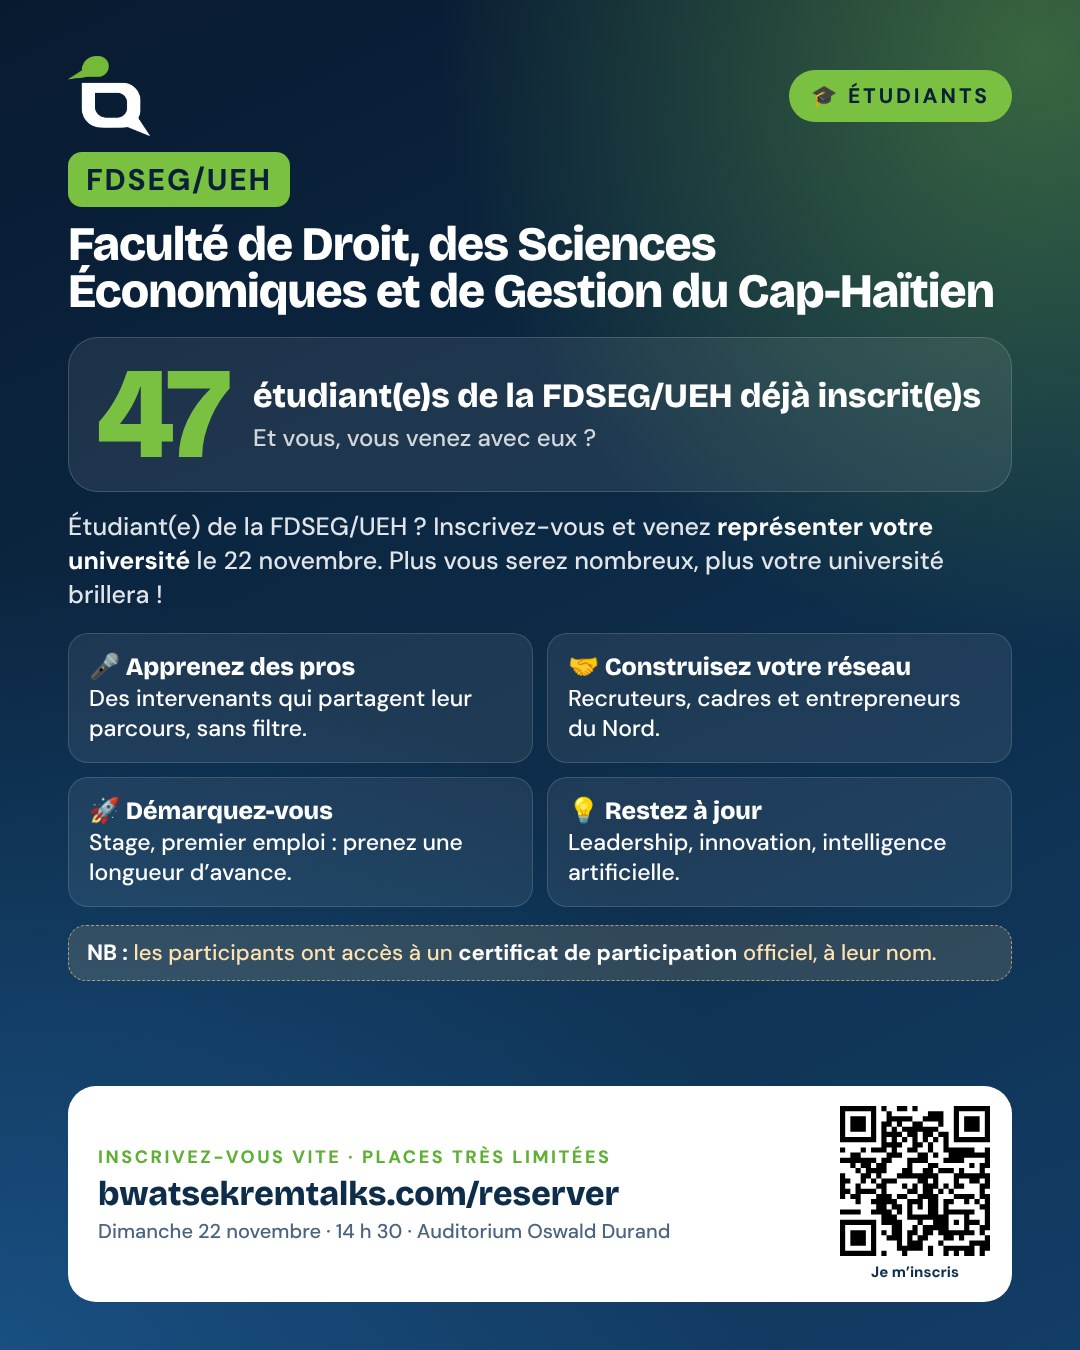 🎓 ÉTUDIANTS
FDSEG/UEH
Faculté de Droit, des Sciences
Économiques et de Gestion du Cap-Haïtien
47
étudiant(e)s de la FDSEG/UEH déjà inscrit(e)s
Et vous, vous venez avec eux ?
Étudiant(e) de la FDSEG/UEH ? Inscrivez-vous et venez représenter votre
université le 22 novembre. Plus vous serez nombreux, plus votre université
brillera !
🎤 Apprenez des pros
Des intervenants qui partagent leur
parcours, sans filtre.
🤝 Construisez votre réseau
Recruteurs, cadres et entrepreneurs
du Nord.
🚀 Démarquez-vous
Stage, premier emploi : prenez une
longueur d’avance.
💡 Restez à jour
Leadership, innovation, intelligence
artificielle.
NB : les participants ont accès à un certificat de participation officiel, à leur nom.
INSCRIVEZ-VOUS VITE · PLACES TRÈS LIMITÉES
bwatsekremtalks.com/reserver
Dimanche 22 novembre · 14 h 30 · Auditorium Oswald Durand
Je m’inscris